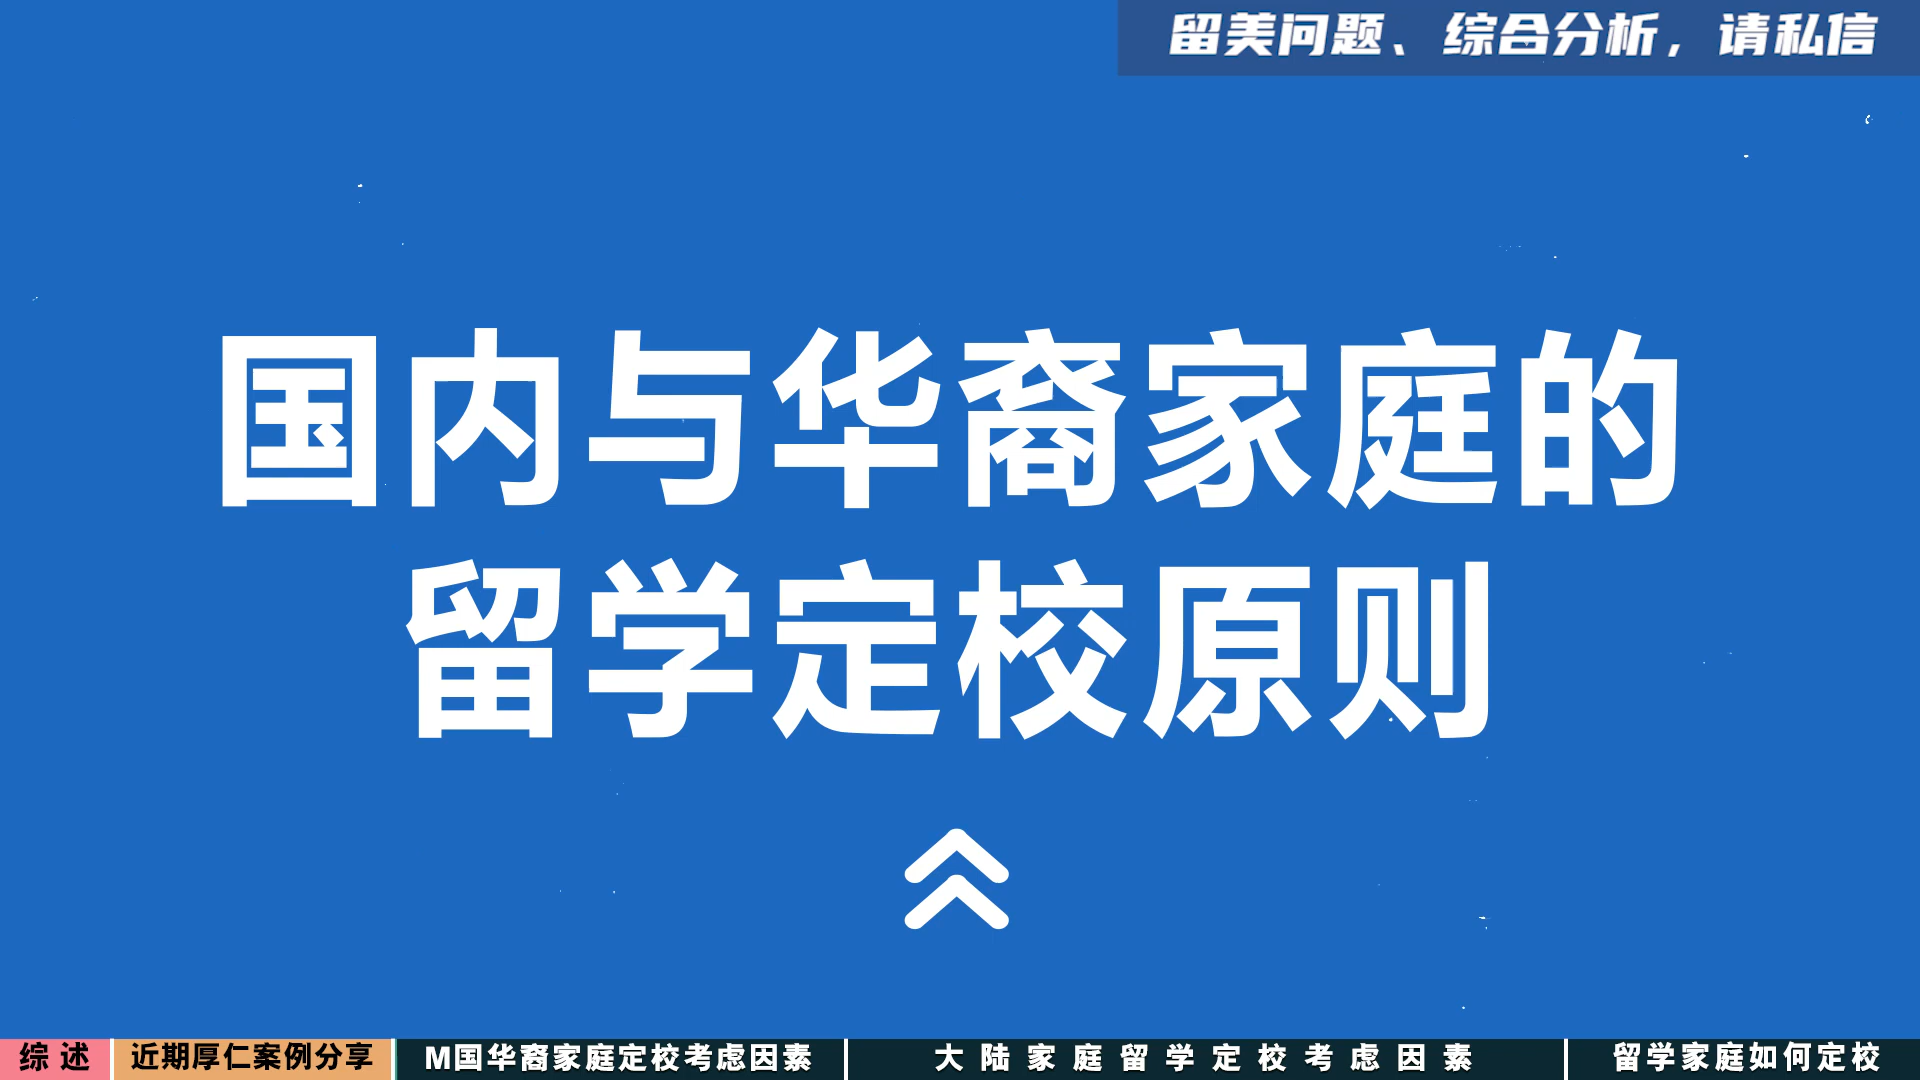 留美问题、综合分析，请私信
国内与华裔家庭的
留学定校原则
综述 近期厚仁案例分享 M国华裔家庭定校考虑因素 大陆家庭留学定校考虑因素 留学家庭如何定校